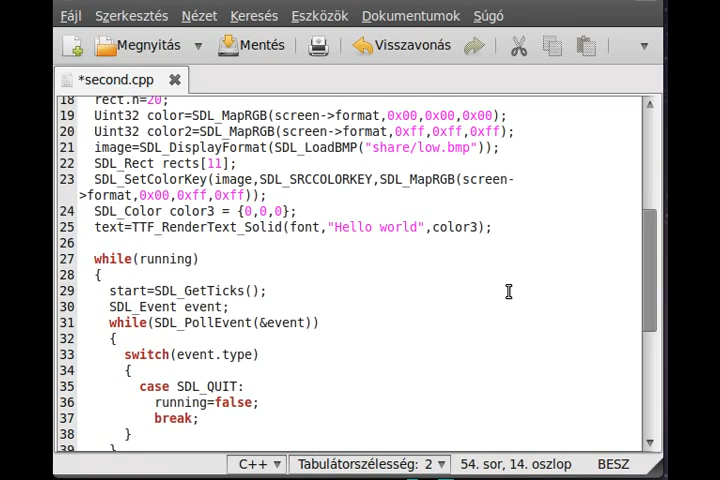 Fájl Szerkesztés Nézet Keresés Eszközök Dokumentumok Súgó
Megnyitás Mentés Visszavonás
*second.cpp
18 rect.h=20;
19 Uint32 color=SDL_MapRGB(screen->format,0x00,0x00,0x00);
20 Uint32 color2=SDL_MapRGB(screen->format,0xff,0xff,0xff);
21 image=SDL_DisplayFormat(SDL_LoadBMP("share/low.bmp"));
22 SDL_Rect rects[11];
23 SDL_SetColorKey(image,SDL_SRCCOLORKEY,SDL_MapRGB(screen-
>format,0x00,0xff,0xff));
24 SDL_Color color3 = {0,0,0};
25 text=TTF_RenderText_Solid(font,"Hello world",color3);
26
27 while(running)
28 {
29 start=SDL_GetTicks();
30 SDL_Event event;
31 while(SDL_PollEvent(&event))
32 {
33 switch(event.type)
34 {
35 case SDL_QUIT:
36 running=false;
37 break;
38 }
39 }
C++ Tabulátorszélesség: 2 54. sor, 14. oszlop BESZ